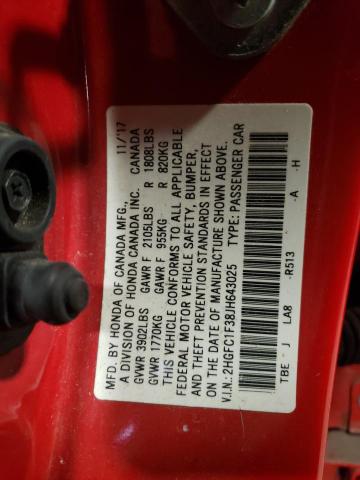 MFD. BY HONDA OF CANADA MFG., 11/'17
A DIVISION OF HONDA CANADA INC. CANADA
GVWR 3902LBS GAWR F 2105LBS R 1808LBS
GVWR 1770KG GAWR F 955KG R 820KG
THIS VEHICLE CONFORMS TO ALL APPLICABLE
FEDERAL MOTOR VEHICLE SAFETY, BUMPER,
AND THEFT PREVENTION STANDARDS IN EFFECT
ON THE DATE OF MANUFACTURE SHOWN ABOVE.
V.I.N.: 2HGFC1F38JH643025 TYPE: PASSENGER CAR
TBE - J LA8 -R513 -A -H